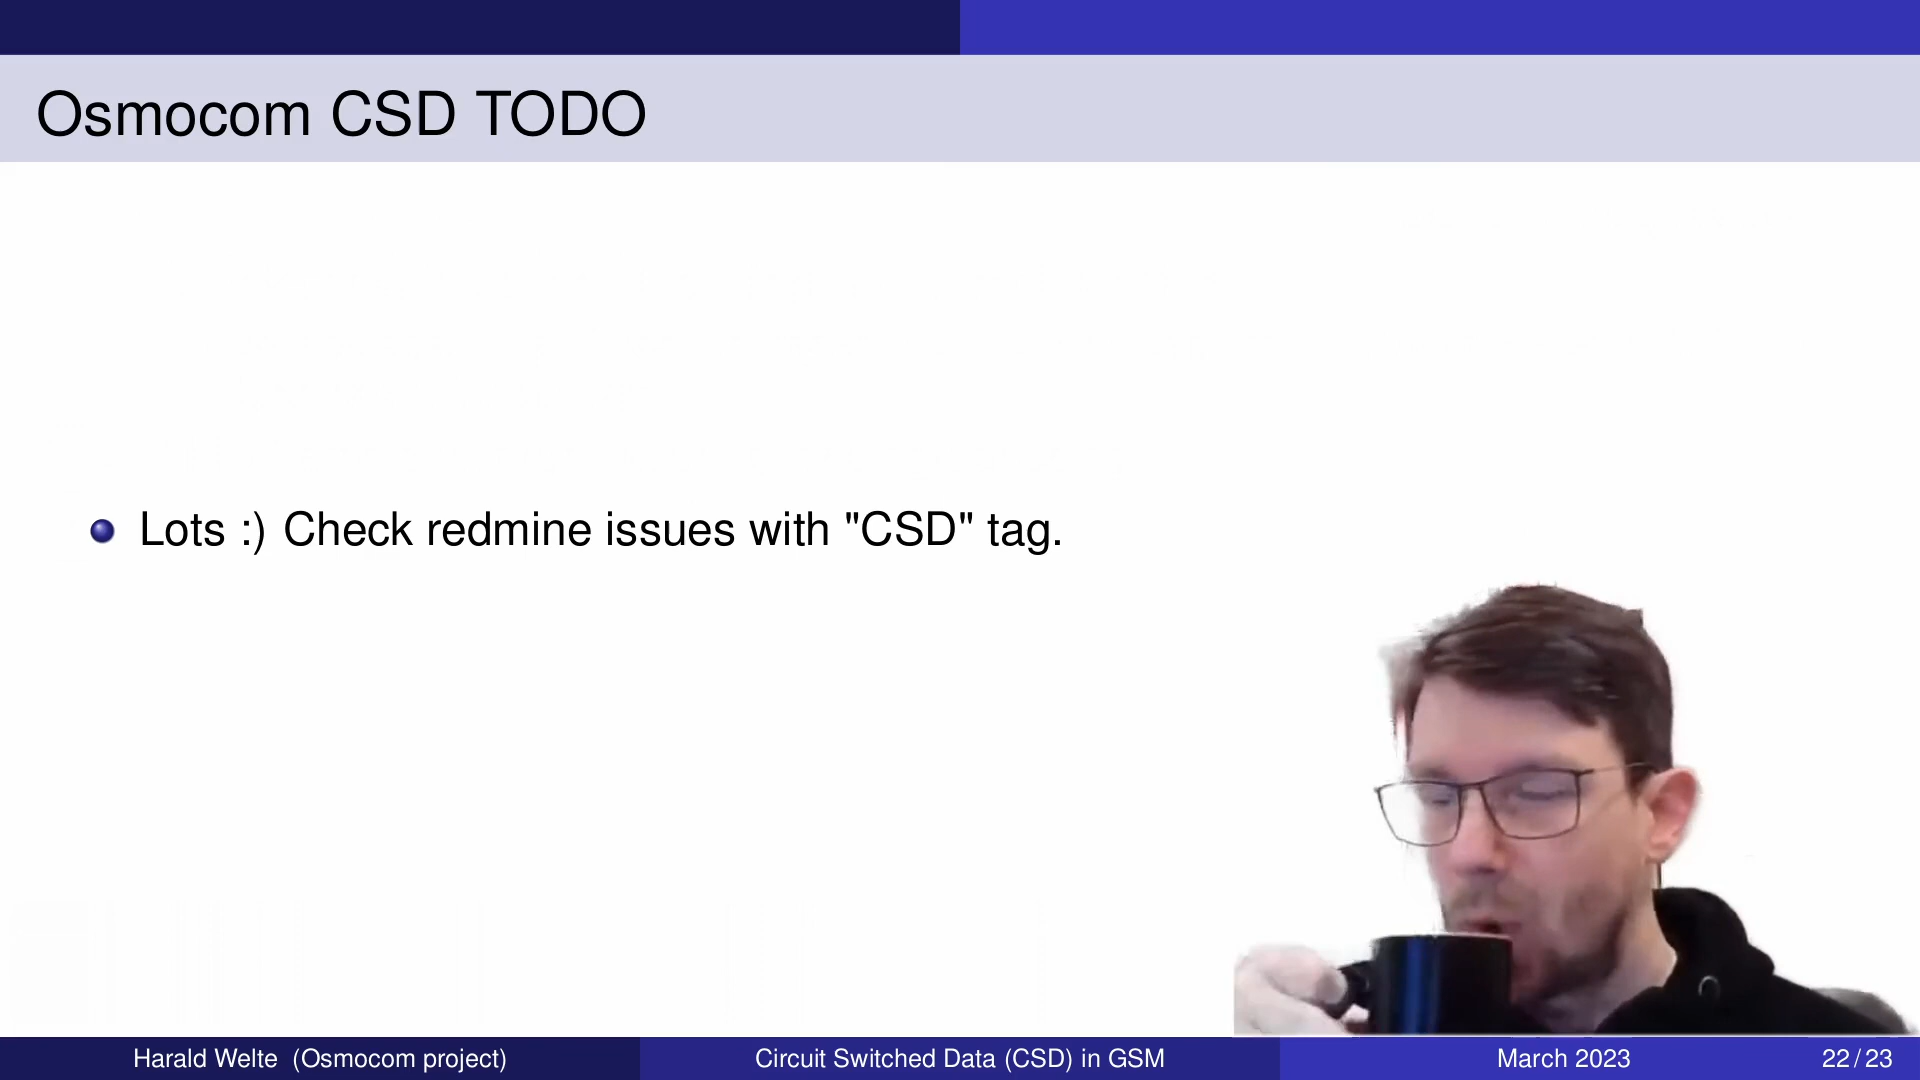 Osmocom CSD TODO
Lots :) Check redmine issues with "CSD" tag.
Harald Welte (Osmocom project)
Circuit Switched Data (CSD) in GSM
March 2023
22 / 23